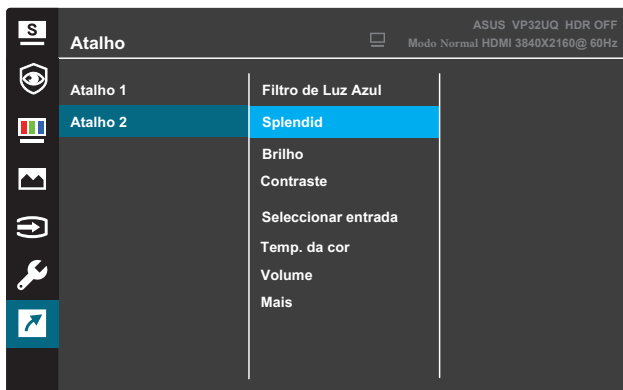 S
Atalho
ASUS VP32UQ HDR OFF
Modo Normal HDMI 3840X2160@ 60Hz
Atalho 1
Atalho 2
Filtro de Luz Azul
Splendid
Brilho
Contraste
Seleccionar entrada
Temp. da cor
Volume
Mais